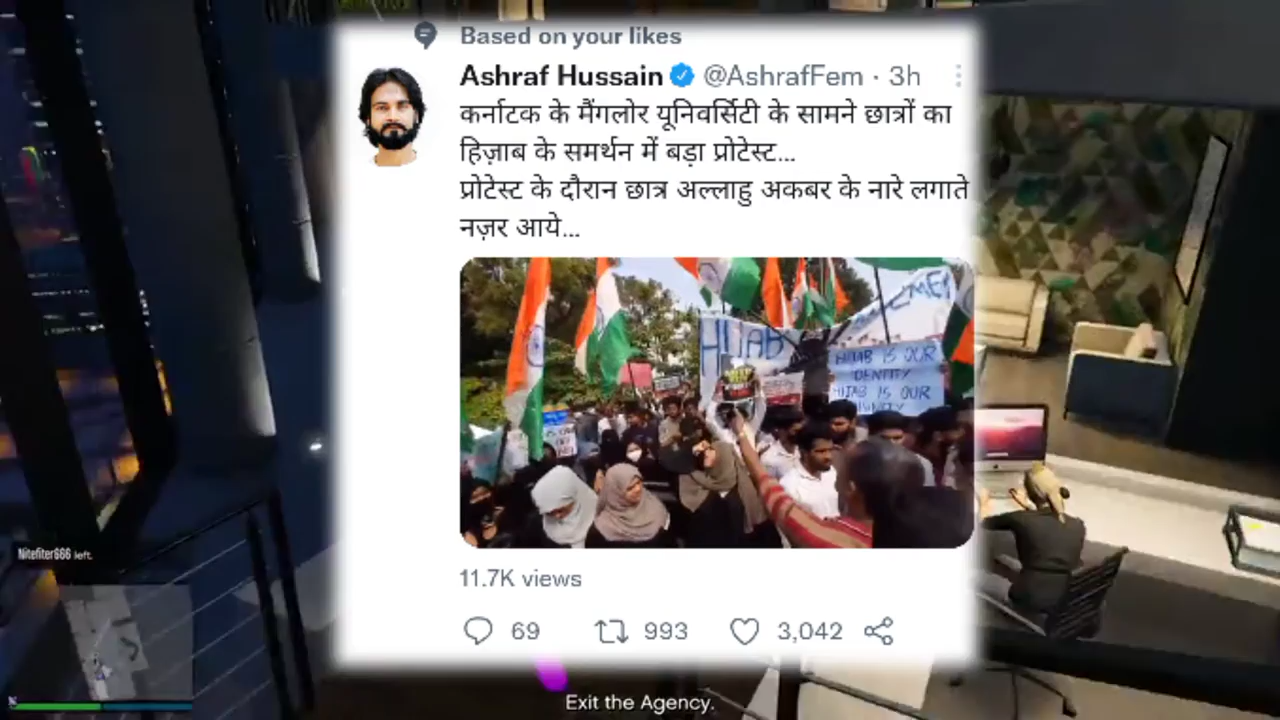 Based on your likes
Ashraf Hussain @AshrafFem · 3h
कर्नाटक के मैंगलोर यूनिवर्सिटी के सामने छात्रों का
हिज़ाब के समर्थन में बड़ा प्रोटेस्ट...
प्रोटेस्ट के दौरान छात्र अल्लाहु अकबर के नारे लगाते
नज़र आये...
HIJAB
HIJAB IS OUR
IDENTITY
HIJAB IS OUR
11.7K views
69 993 3,042
Nitefiter666 left.
Exit the Agency.